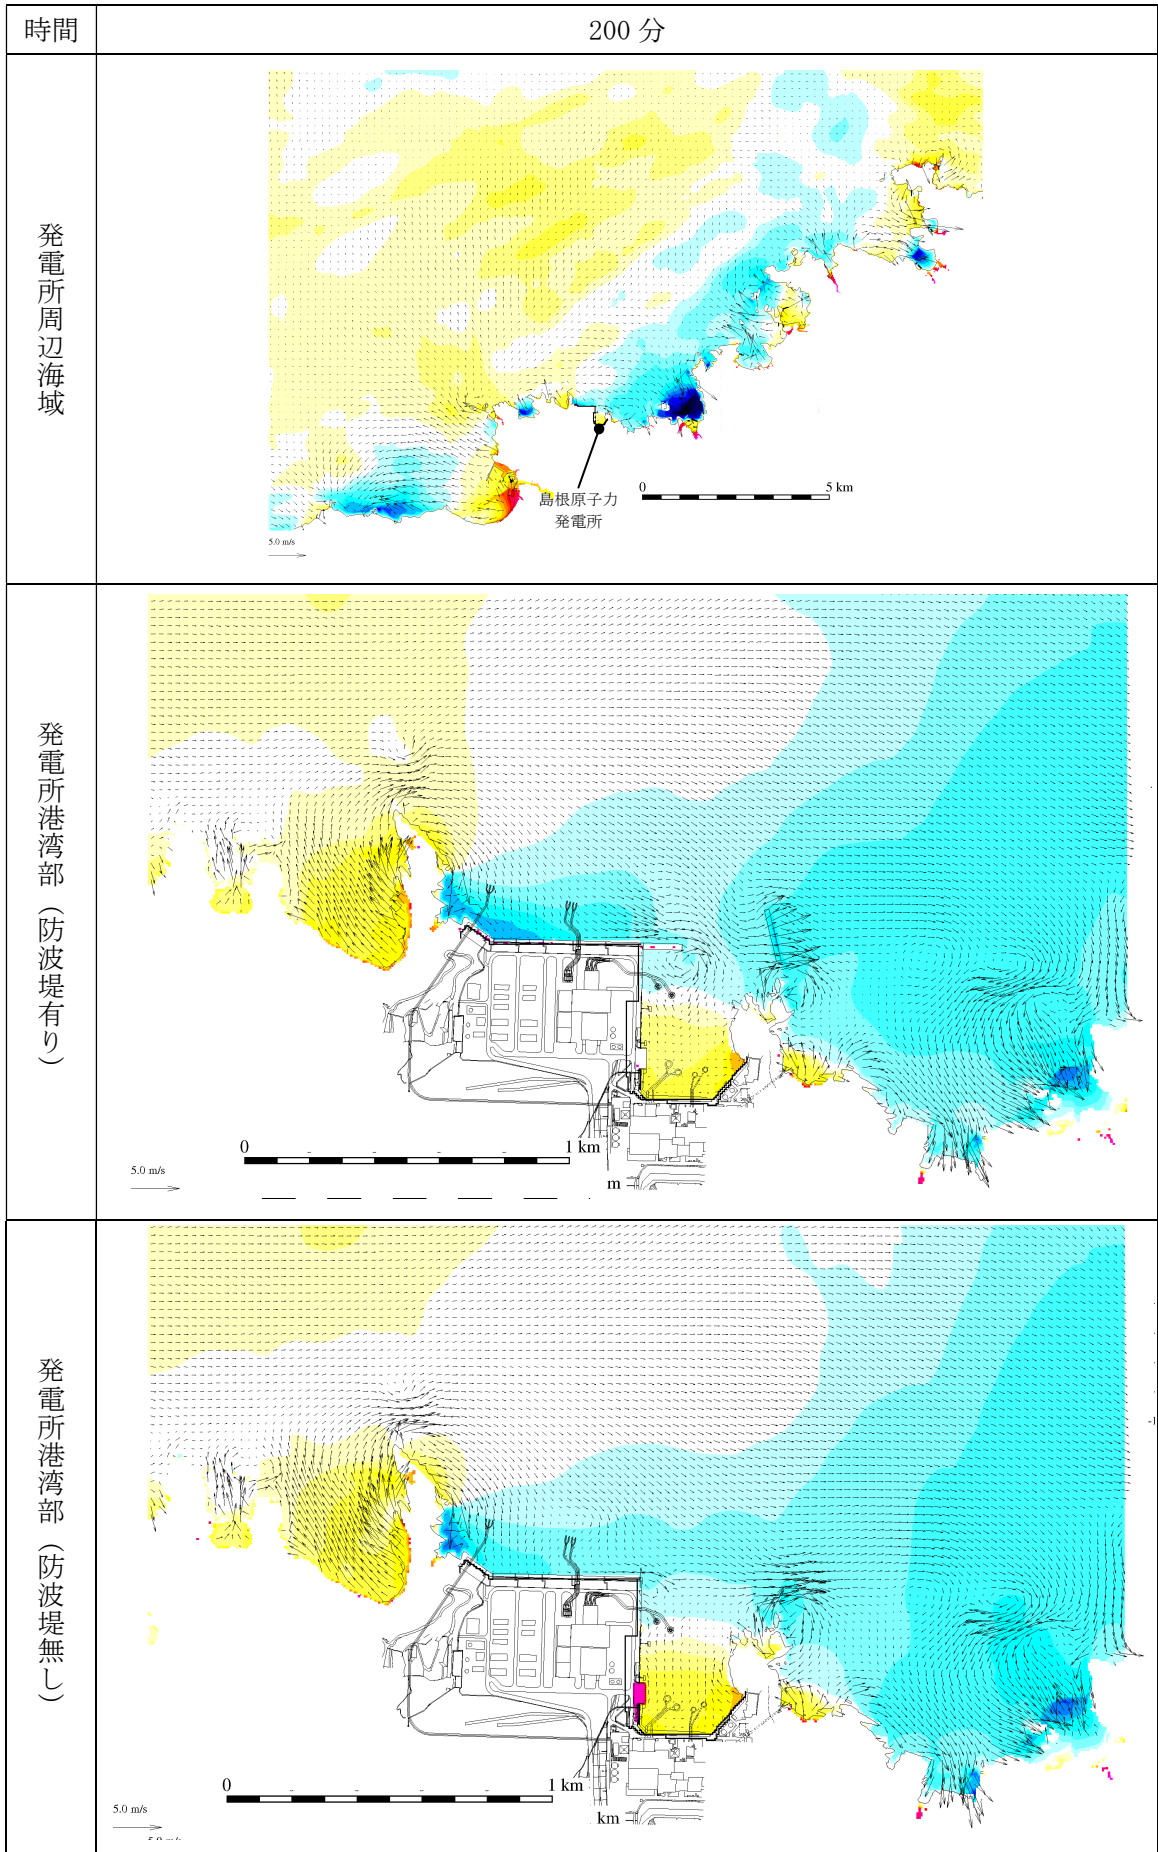 時間
200 分
発電所周辺海域
島根原子力
発電所
0 5 km
5.0 m/s
発電所港湾部（防波堤有り）
0 1 km
5.0 m/s
m
発電所港湾部（防波堤無し）
0 1 km
5.0 m/s
km